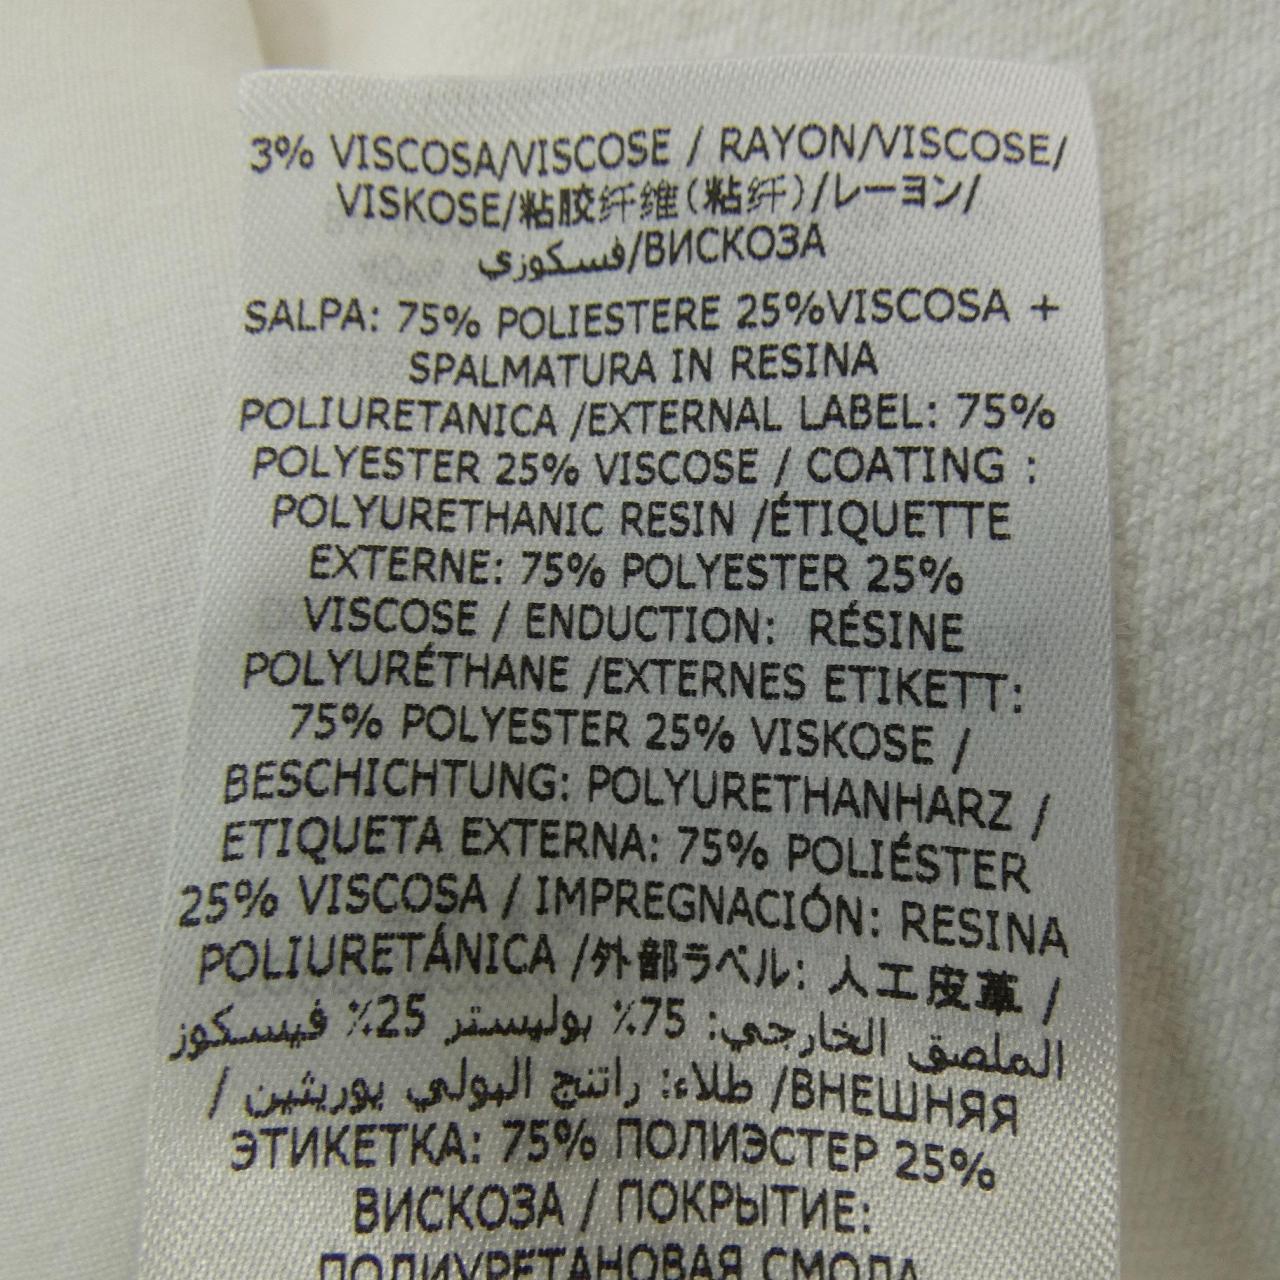 3% VISCOSA/VISCOSE / RAYON/VISCOSE/
VISKOSE/粘胶纤维(粘纤)/レーヨン/
فسكوزي/ВИСКОЗА
SALPA: 75% POLIESTERE 25%VISCOSA +
SPALMATURA IN RESINA
POLIURETANICA /EXTERNAL LABEL: 75%
POLYESTER 25% VISCOSE / COATING :
POLYURETHANIC RESIN /ÉTIQUETTE
EXTERNE: 75% POLYESTER 25%
VISCOSE / ENDUCTION: RÉSINE
POLYURÉTHANE /EXTERNES ETIKETT:
75% POLYESTER 25% VISKOSE /
BESCHICHTUNG: POLYURETHANHARZ /
ETIQUETA EXTERNA: 75% POLIÉSTER
25% VISCOSA / IMPREGNACIÓN: RESINA
POLIURETÁNICA /外部ラベル: 人工皮革 /
الملصق الخارجي: 75٪ بوليستر 25٪ فيسكوز
/ طلاء: راتنج البولي يوريثين /ВНЕШНЯЯ
ЭТИКЕТКА: 75% ПОЛИЭСТЕР 25%
ВИСКОЗА / ПОКРЫТИЕ:
ПОЛИУРЕТАНОВАЯ СМОЛА